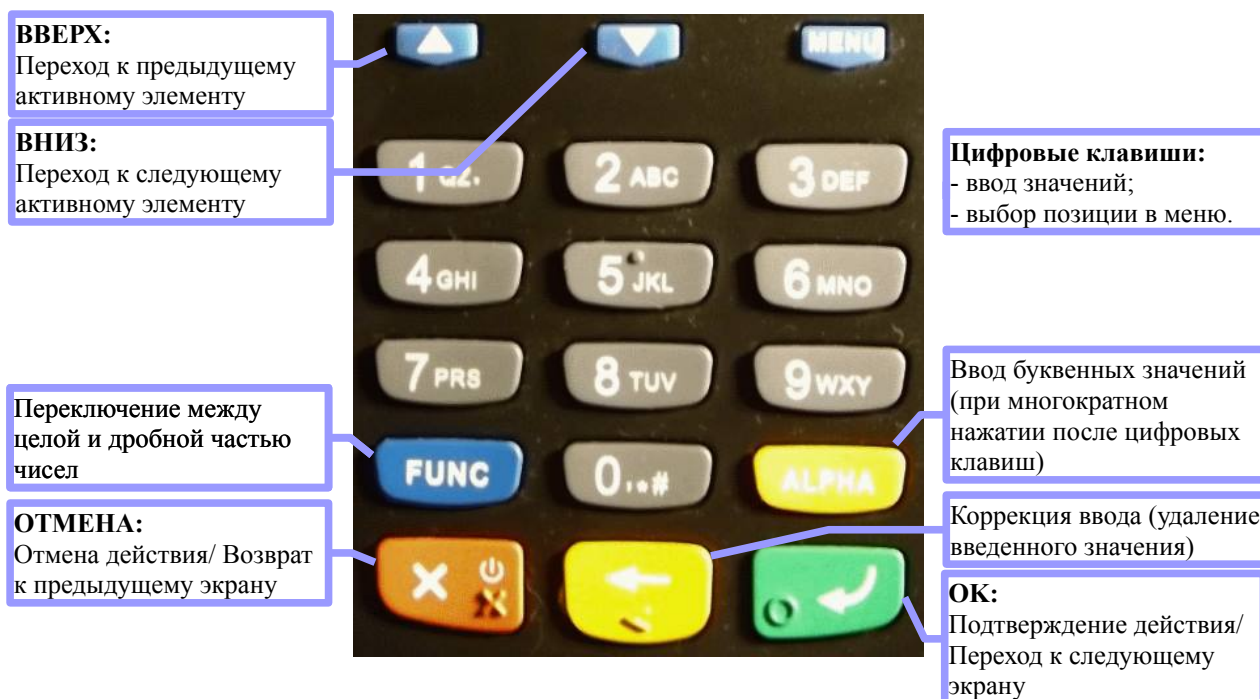 ВВЕРХ:
Переход к предыдущему
активному элементу
ВНИЗ:
Переход к следующему
активному элементу
MENU
1 QZ.
2 ABC
3 DEF
Цифровые клавиши:
- ввод значений;
- выбор позиции в меню.
4 GHI
5 JKL
6 MNO
7 PRS
8 TUV
9 WXY
Переключение между
целой и дробной частью
чисел
FUNC
0,*#
ALPHA
Ввод буквенных значений
(при многократном
нажатии после цифровых
клавиш)
ОТМЕНА:
Отмена действия/ Возврат
к предыдущему экрану
Коррекция ввода (удаление
введенного значения)
ОК:
Подтверждение действия/
Переход к следующему
экрану